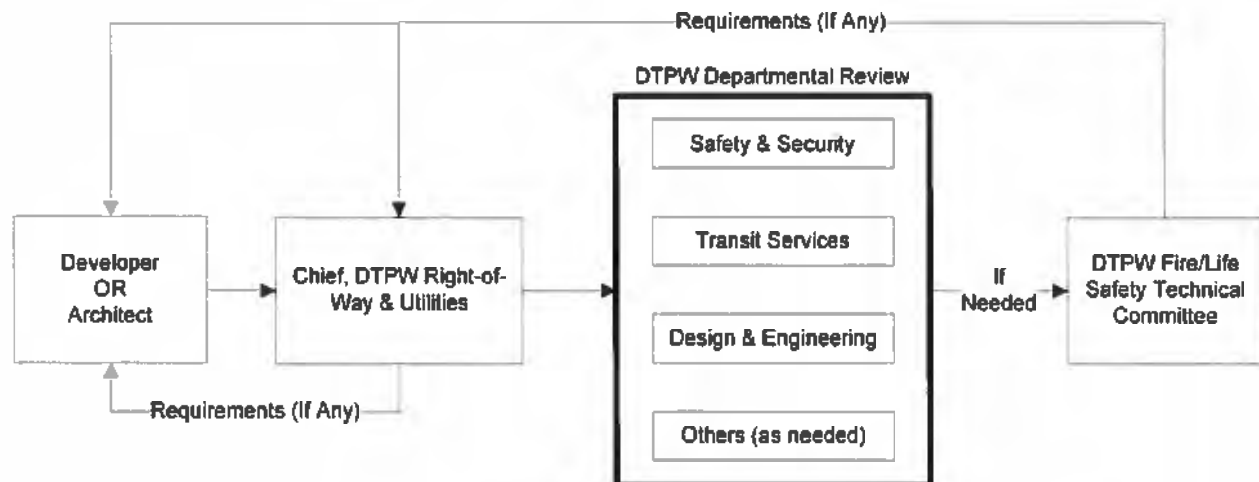 Requirements (If Any)
DTPW Departmental Review
Safety & Security
Transit Services
Design & Engineering
Others (as needed)
Developer
OR
Architect
Chief, DTPW Right-of-
Way & Utilities
If
Needed
DTPW Fire/Life
Safety Technical
Committee
Requirements (If Any)